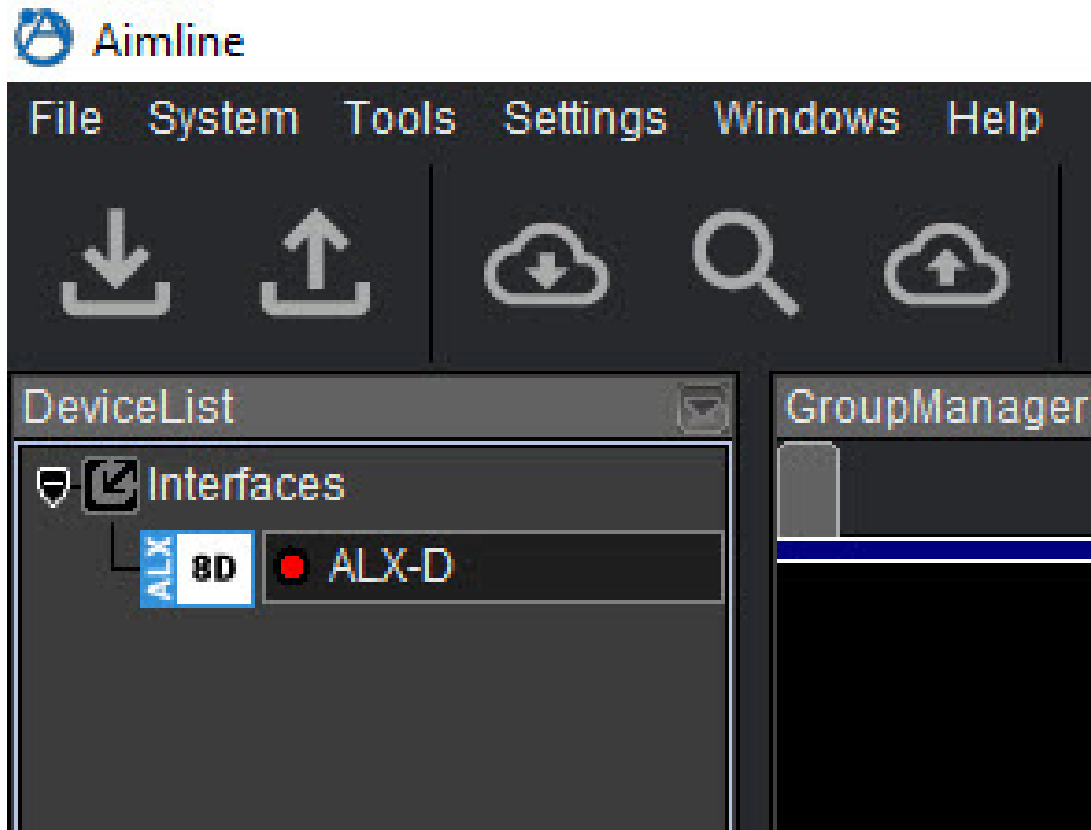 Aimline
File System Tools Settings Windows Help
DeviceList
GroupManager
Interfaces
ALX 8D ALX-D